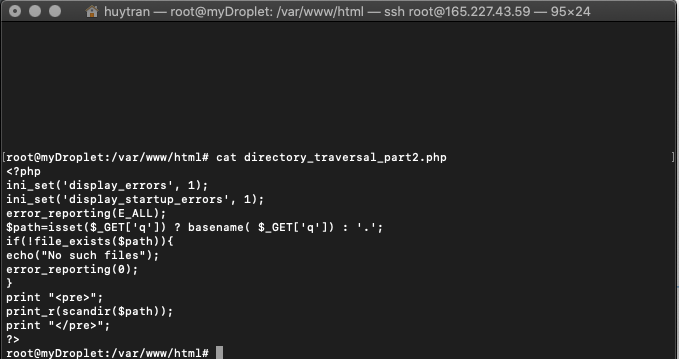 huytran — root@myDroplet: /var/www/html — ssh root@165.227.43.59 — 95×24
[root@myDroplet:/var/www/html# cat directory_traversal_part2.php ]
<?php
ini_set('display_errors', 1);
ini_set('display_startup_errors', 1);
error_reporting(E_ALL);
$path=isset($_GET['q']) ? basename( $_GET['q']) : '.';
if(!file_exists($path)){
echo("No such files");
error_reporting(0);
}
print "<pre>";
print_r(scandir($path));
print "</pre>";
?>
root@myDroplet:/var/www/html#